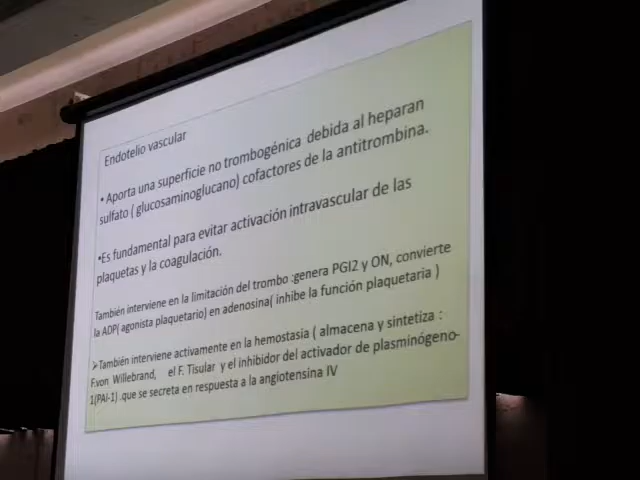 Endotelio vascular
• Aporta una superficie no trombogénica debida al heparan
sulfato ( glucosaminoglucano) cofactores de la antitrombina.
•Es fundamental para evitar activación intravascular de las
plaquetas y la coagulación.
También interviene en la limitación del trombo :genera PGI2 y ON, convierte
la ADP( agonista plaquetario) en adenosina( inhibe la función plaquetaria )
➢También interviene activamente en la hemostasia ( almacena y sintetiza :
F.von Willebrand, el F. Tisular y el inhibidor del activador de plasminógeno-
1(PAI-1) .que se secreta en respuesta a la angiotensina IV